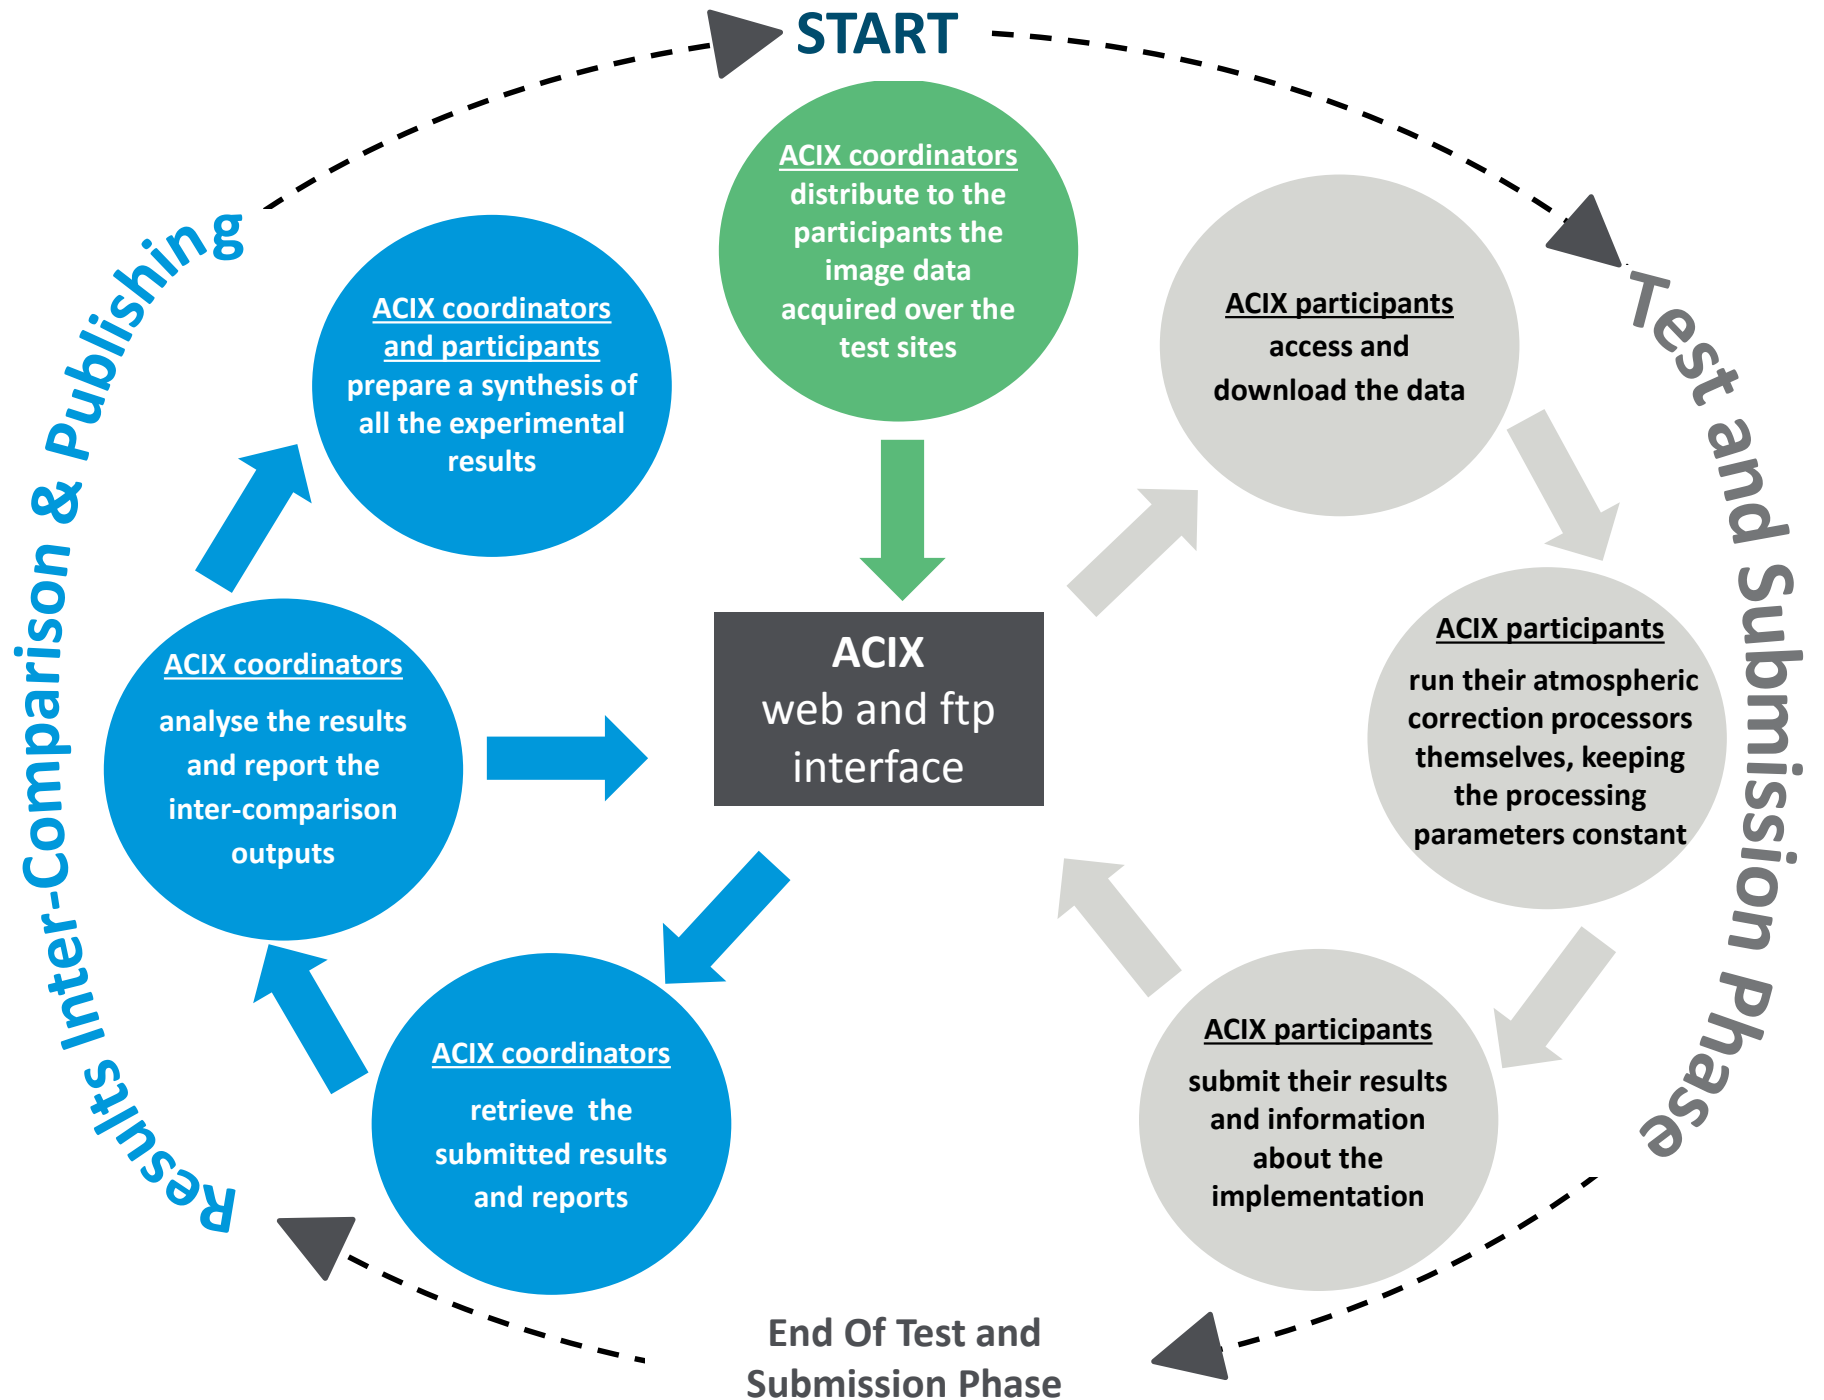 START
ACIX coordinators
distribute to the
participants the
image data
acquired over the
test sites
ACIX participants
access and
download the data
Test and Submission Phase
ACIX participants
run their atmospheric
correction processors
themselves, keeping
the processing
parameters constant
ACIX participants
submit their results
and information
about the
implementation
End Of Test and
Submission Phase
ACIX
web and ftp
interface
ACIX coordinators
retrieve  the
submitted results
and reports
ACIX coordinators
analyse the results
and report the
inter-comparison
outputs
ACIX coordinators
and participants
prepare a synthesis of
all the experimental
results
Results Inter-Comparison & Publishing